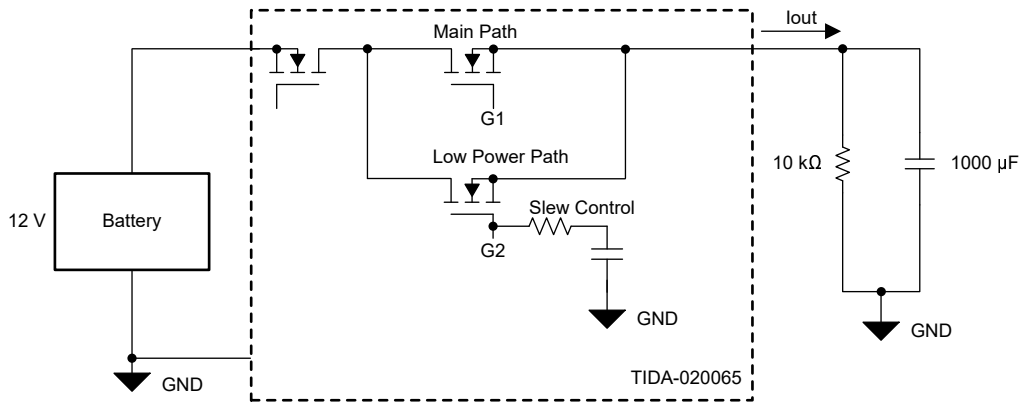 Iout
Main Path
G1
Low Power Path
Slew Control
G2
12 V
Battery
10 kΩ
1000 µF
GND
GND
GND
TIDA-020065